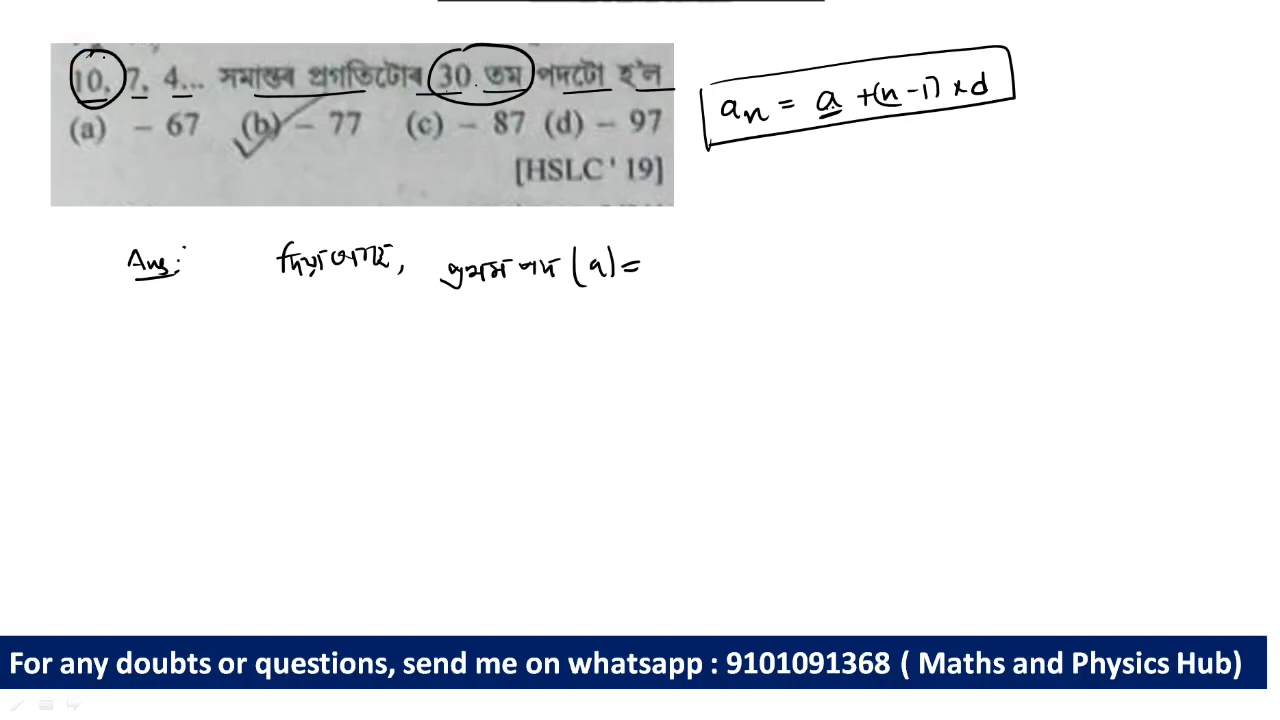 10, 7, 4... সমান্তৰ প্ৰগতিটোৰ 30 তম পদটো হ'ল
(a) – 67 (b) – 77 (c) – 87 (d) – 97
[HSLC ' 19]
aₙ = a +(n-1)×d
Ans: দিয়া আছে, প্ৰথম পদ (a) =
For any doubts or questions, send me on whatsapp : 9101091368 ( Maths and Physics Hub)